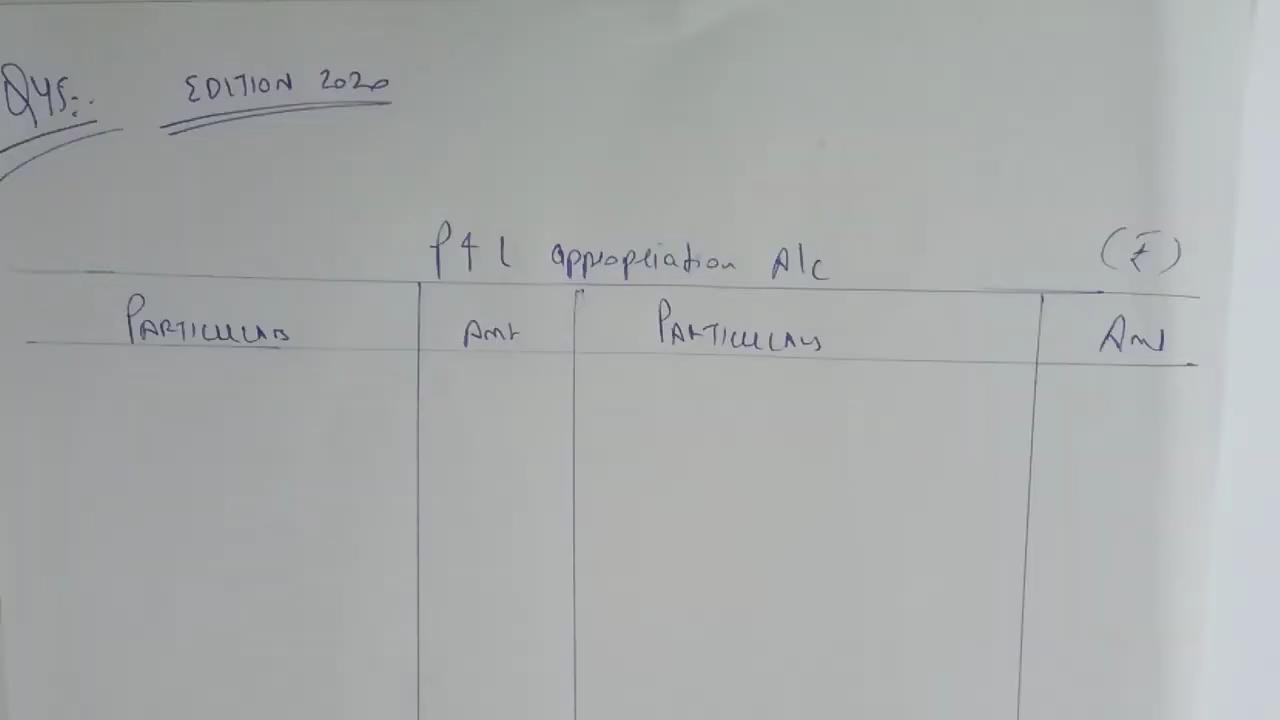 Q45:-
EDITION 2020
P & L appropriation A/c (₹)
PARTICULARS Amt PARTICULARS Amt